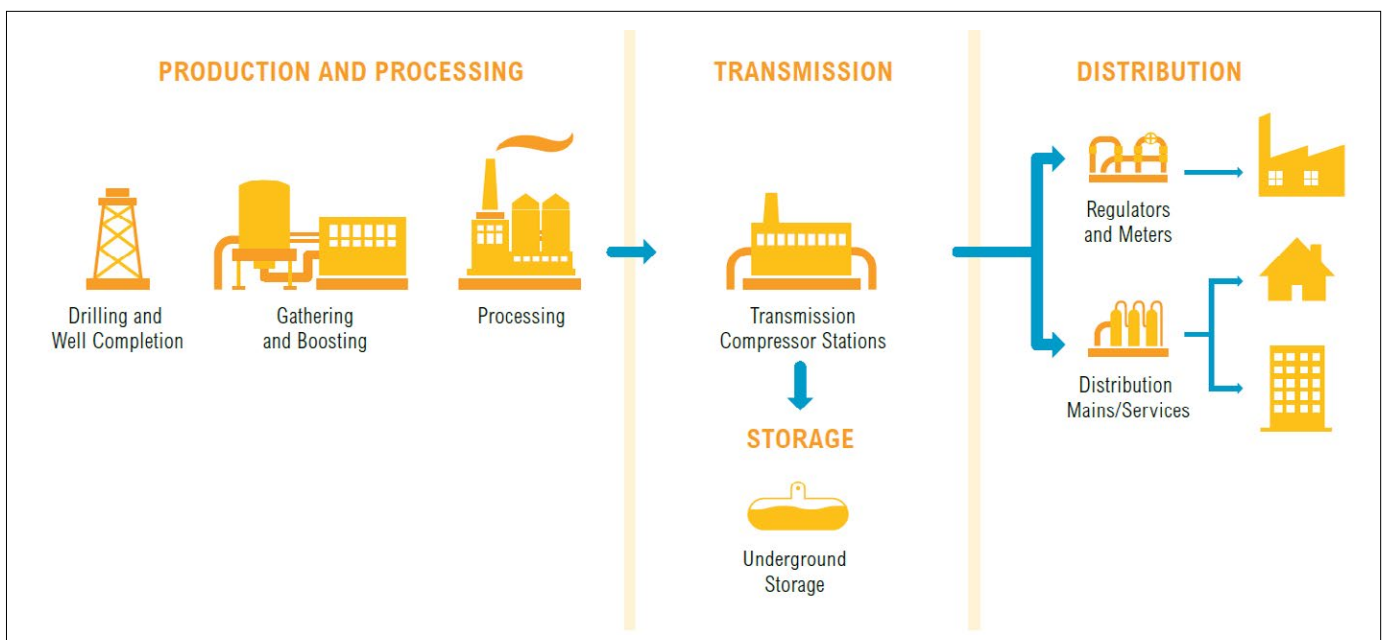 PRODUCTION AND PROCESSING
Drilling and
Well Completion
Gathering
and Boosting
Processing
TRANSMISSION
Transmission
Compressor Stations
STORAGE
Underground
Storage
DISTRIBUTION
Regulators
and Meters
Distribution
Mains/Services